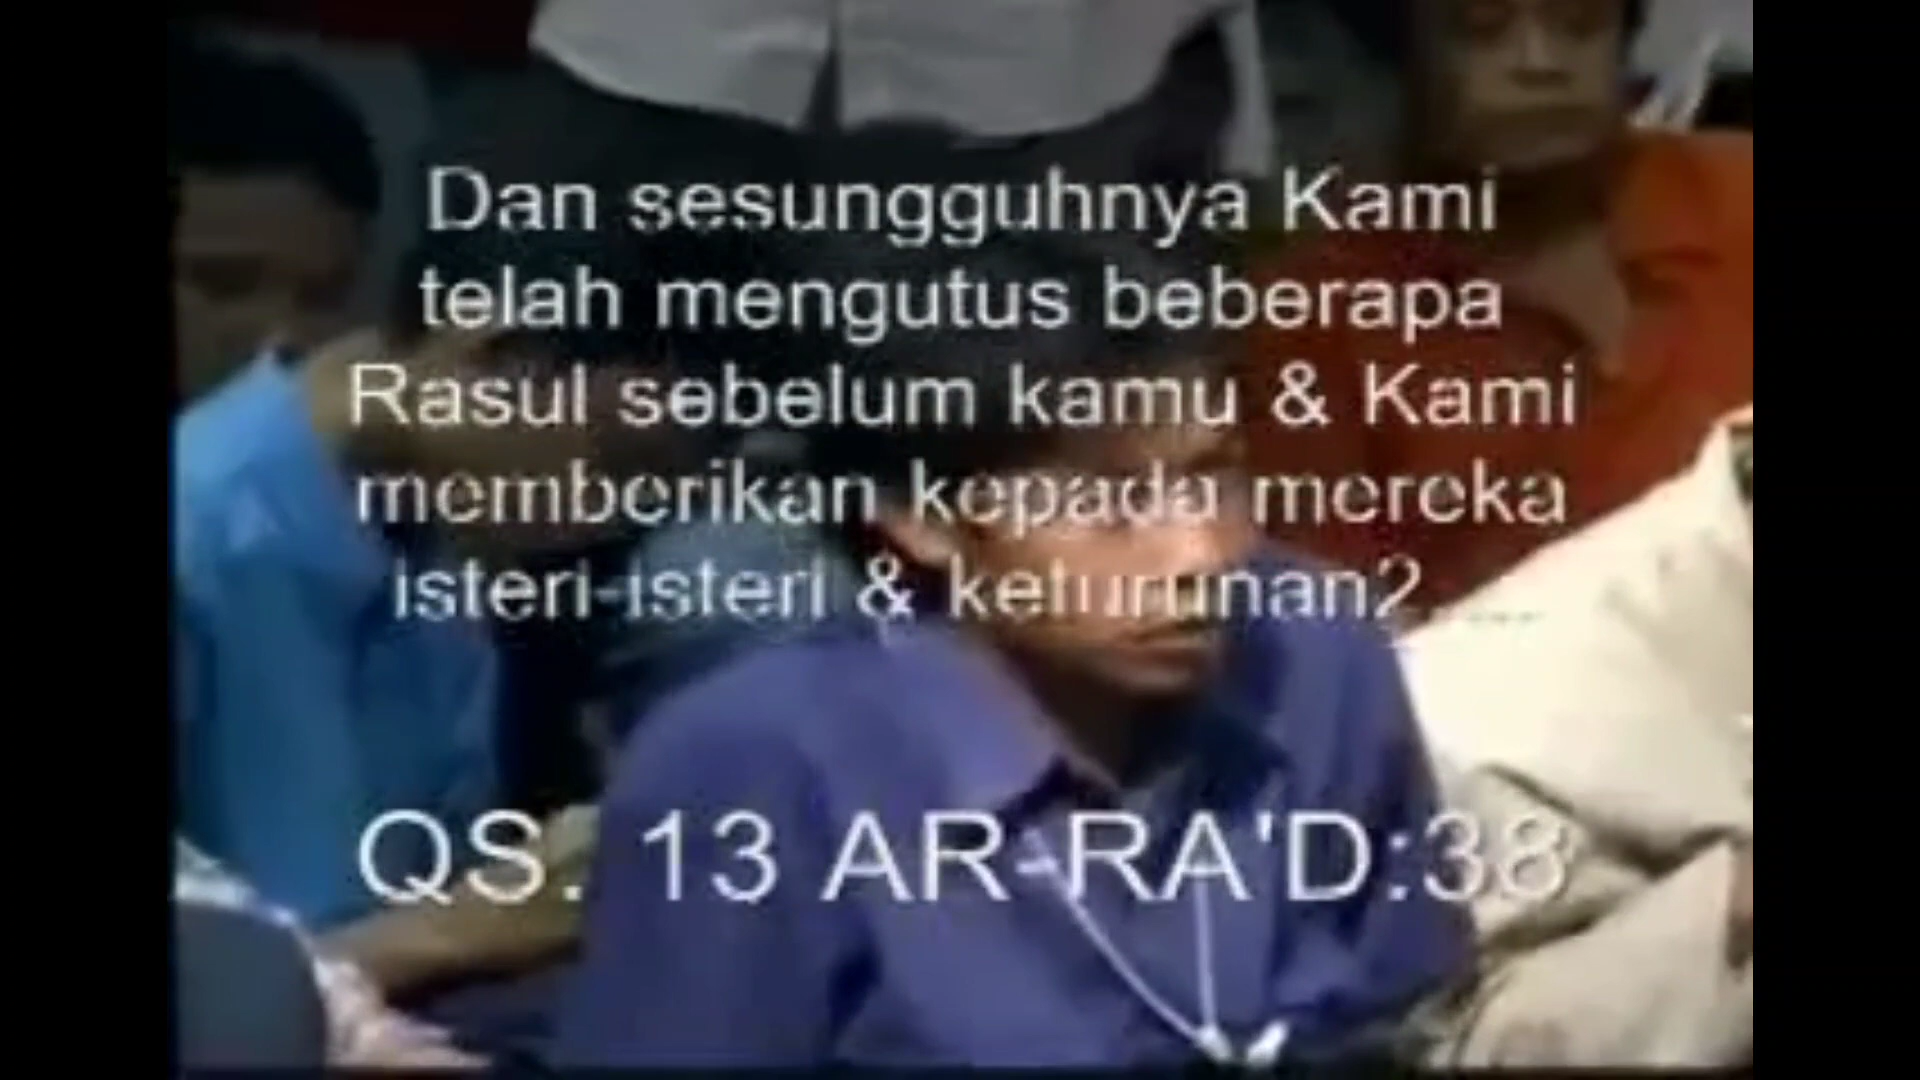 Dan sesungguhnya Kami
telah mengutus beberapa
Rasul sebelum kamu & Kami
memberikan kepada mereka
isteri-isteri & keturunan2......
QS. 13 AR-RA'D:38